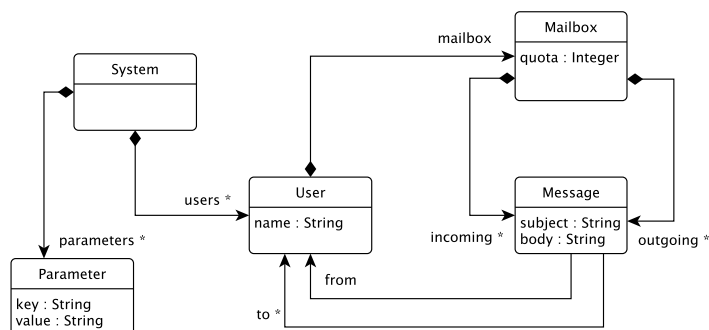 Mailbox
mailbox
quota : Integer
System
User
Message
users *
name : String
subject : String
incoming *
body : String
outgoing *
parameters *
Parameter
from
key : String
to *
value : String